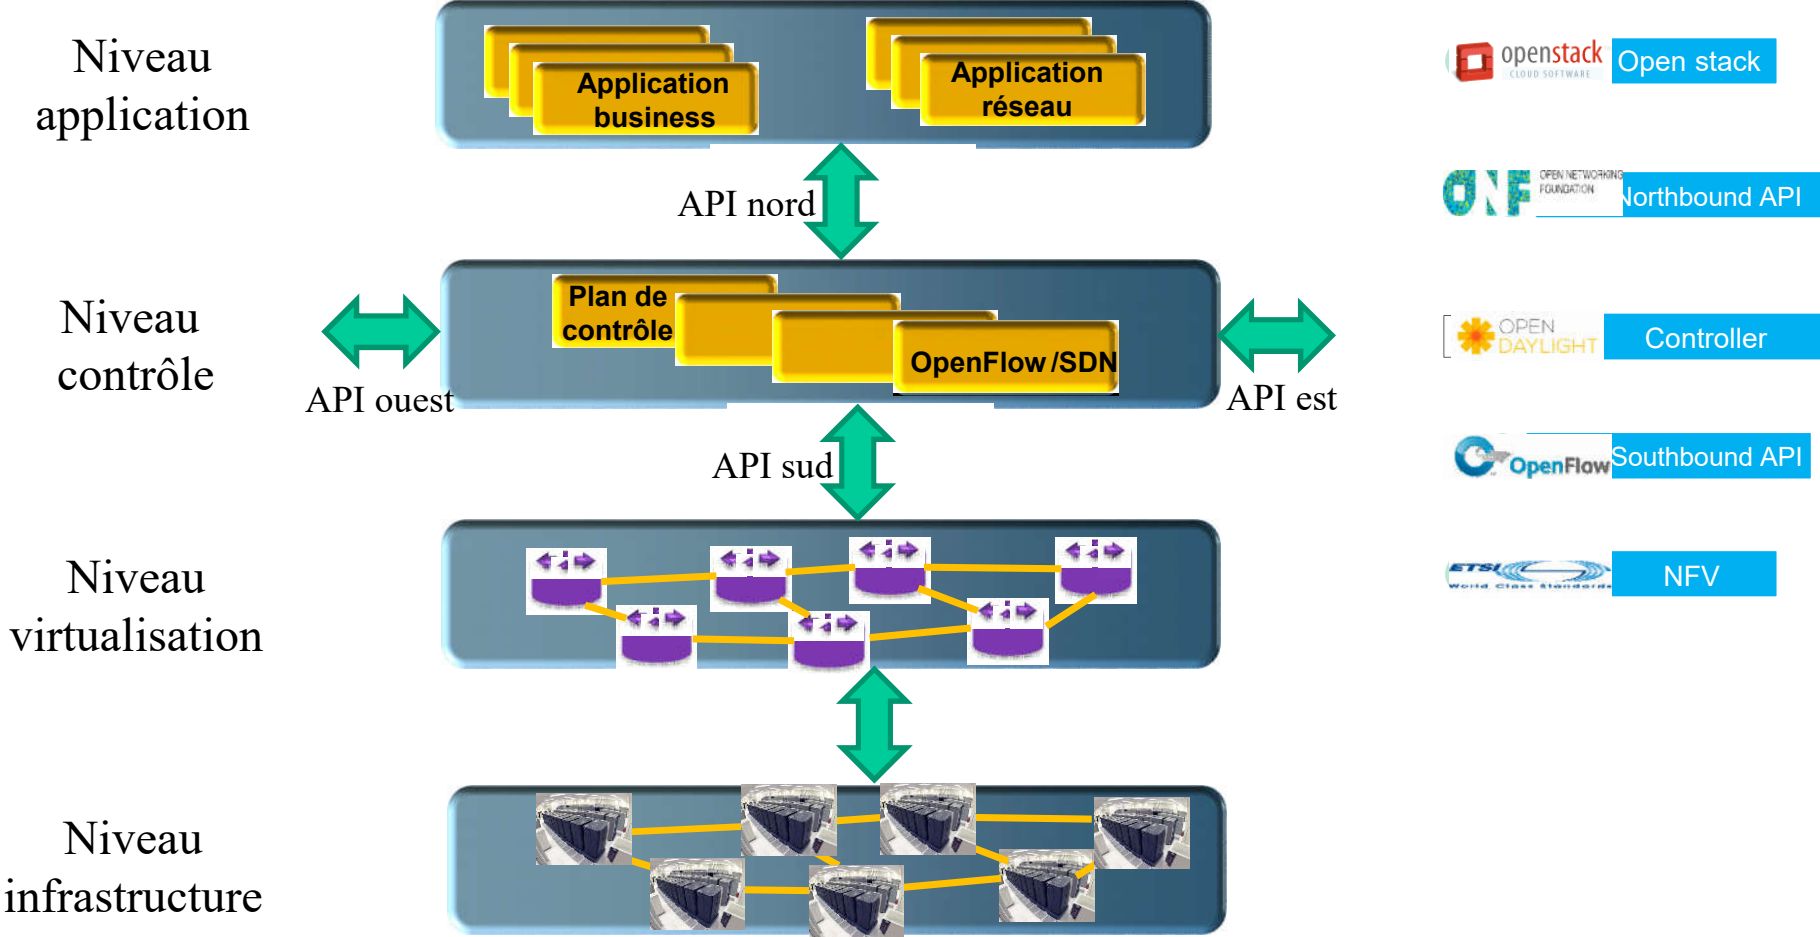 Niveau
application
Application
business
Application
réseau
openstack
CLOUD SOFTWARE
Open stack
API nord
OPEN NETWORKING
FOUNDATION
ONF
Northbound API
Niveau
contrôle
Plan de
contrôle
OpenFlow/SDN
API ouest
API est
OPEN
DAYLIGHT
Controller
API sud
OpenFlow
Southbound API
Niveau
virtualisation
ETSI
World Class Standards
NFV
Niveau
infrastructure